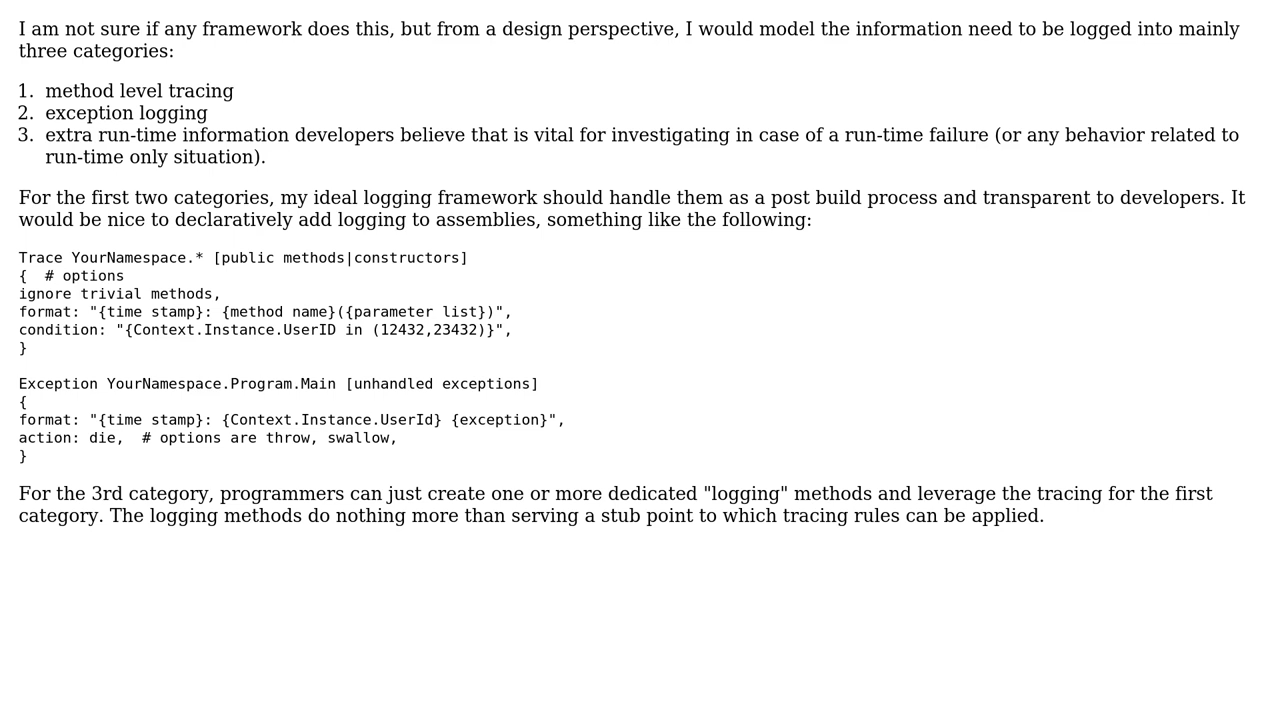 I am not sure if any framework does this, but from a design perspective, I would model the information need to be logged into mainly
three categories:
1. method level tracing
2. exception logging
3. extra run-time information developers believe that is vital for investigating in case of a run-time failure (or any behavior related to
run-time only situation).
For the first two categories, my ideal logging framework should handle them as a post build process and transparent to developers. It
would be nice to declaratively add logging to assemblies, something like the following:
Trace YourNamespace.* [public methods|constructors]
{  # options
ignore trivial methods,
format: "{time stamp}: {method name}({parameter list})",
condition: "{Context.Instance.UserID in (12432,23432)}",
}
Exception YourNamespace.Program.Main [unhandled exceptions]
{
format: "{time stamp}: {Context.Instance.UserId} {exception}",
action: die,  # options are throw, swallow,
}
For the 3rd category, programmers can just create one or more dedicated "logging" methods and leverage the tracing for the first
category. The logging methods do nothing more than serving a stub point to which tracing rules can be applied.